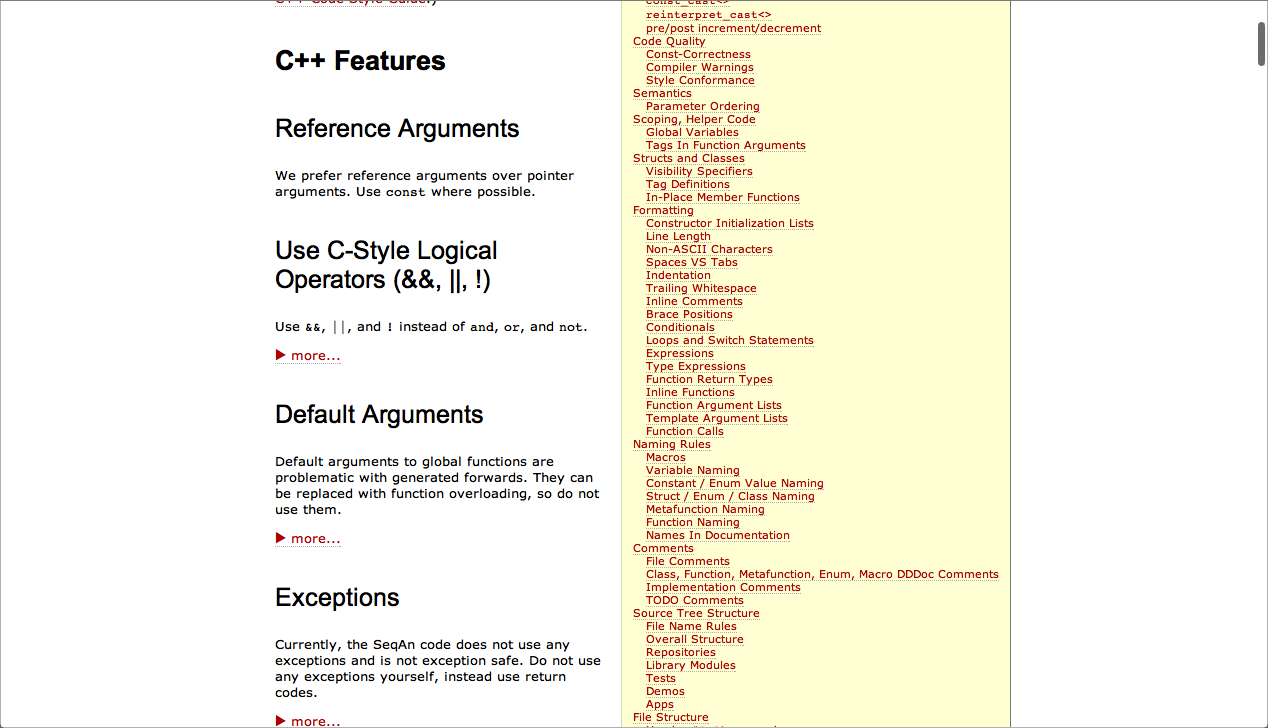 C++ Code Style Guide.)
C++ Features
Reference Arguments
We prefer reference arguments over pointer
arguments. Use const where possible.
Use C-Style Logical
Operators (&&, ||, !)
Use &&, ||, and ! instead of and, or, and not.
▶ more...
Default Arguments
Default arguments to global functions are
problematic with generated forwards. They can
be replaced with function overloading, so do not
use them.
▶ more...
Exceptions
Currently, the SeqAn code does not use any
exceptions and is not exception safe. Do not use
any exceptions yourself, instead use return
codes.
▶ more...
const_cast<>
reinterpret_cast<>
pre/post increment/decrement
Code Quality
Const-Correctness
Compiler Warnings
Style Conformance
Semantics
Parameter Ordering
Scoping, Helper Code
Global Variables
Tags In Function Arguments
Structs and Classes
Visibility Specifiers
Tag Definitions
In-Place Member Functions
Formatting
Constructor Initialization Lists
Line Length
Non-ASCII Characters
Spaces VS Tabs
Indentation
Trailing Whitespace
Inline Comments
Brace Positions
Conditionals
Loops and Switch Statements
Expressions
Type Expressions
Function Return Types
Inline Functions
Function Argument Lists
Template Argument Lists
Function Calls
Naming Rules
Macros
Variable Naming
Constant / Enum Value Naming
Struct / Enum / Class Naming
Metafunction Naming
Function Naming
Names In Documentation
Comments
File Comments
Class, Function, Metafunction, Enum, Macro DDDoc Comments
Implementation Comments
TODO Comments
Source Tree Structure
File Name Rules
Overall Structure
Repositories
Library Modules
Tests
Demos
Apps
File Structure